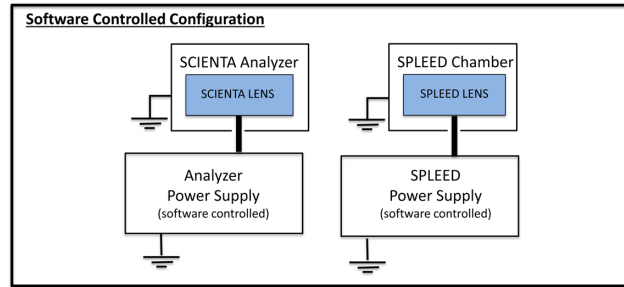 Software Controlled Configuration
SCIENTA Analyzer
SCIENTA LENS
SPLEED Chamber
SPLEED LENS
Analyzer
Power Supply
(software controlled)
SPLEED
Power Supply
(software controlled)